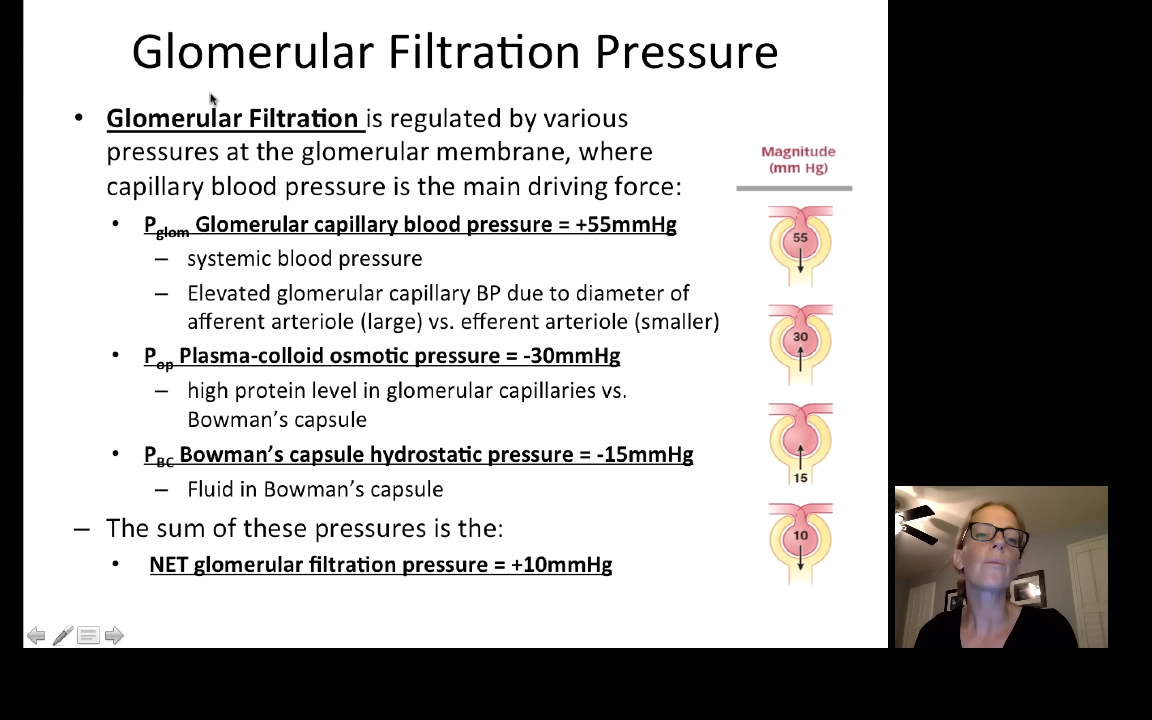 Glomerular Filtration Pressure
• Glomerular Filtration is regulated by various
pressures at the glomerular membrane, where
capillary blood pressure is the main driving force:
• Pglom Glomerular capillary blood pressure = +55mmHg
– systemic blood pressure
– Elevated glomerular capillary BP due to diameter of
afferent arteriole (large) vs. efferent arteriole (smaller)
• Pop Plasma-colloid osmotic pressure = -30mmHg
– high protein level in glomerular capillaries vs.
Bowman’s capsule
• PBC Bowman’s capsule hydrostatic pressure = -15mmHg
– Fluid in Bowman’s capsule
– The sum of these pressures is the:
• NET glomerular filtration pressure = +10mmHg
Magnitude
(mm Hg)
55
30
15
10